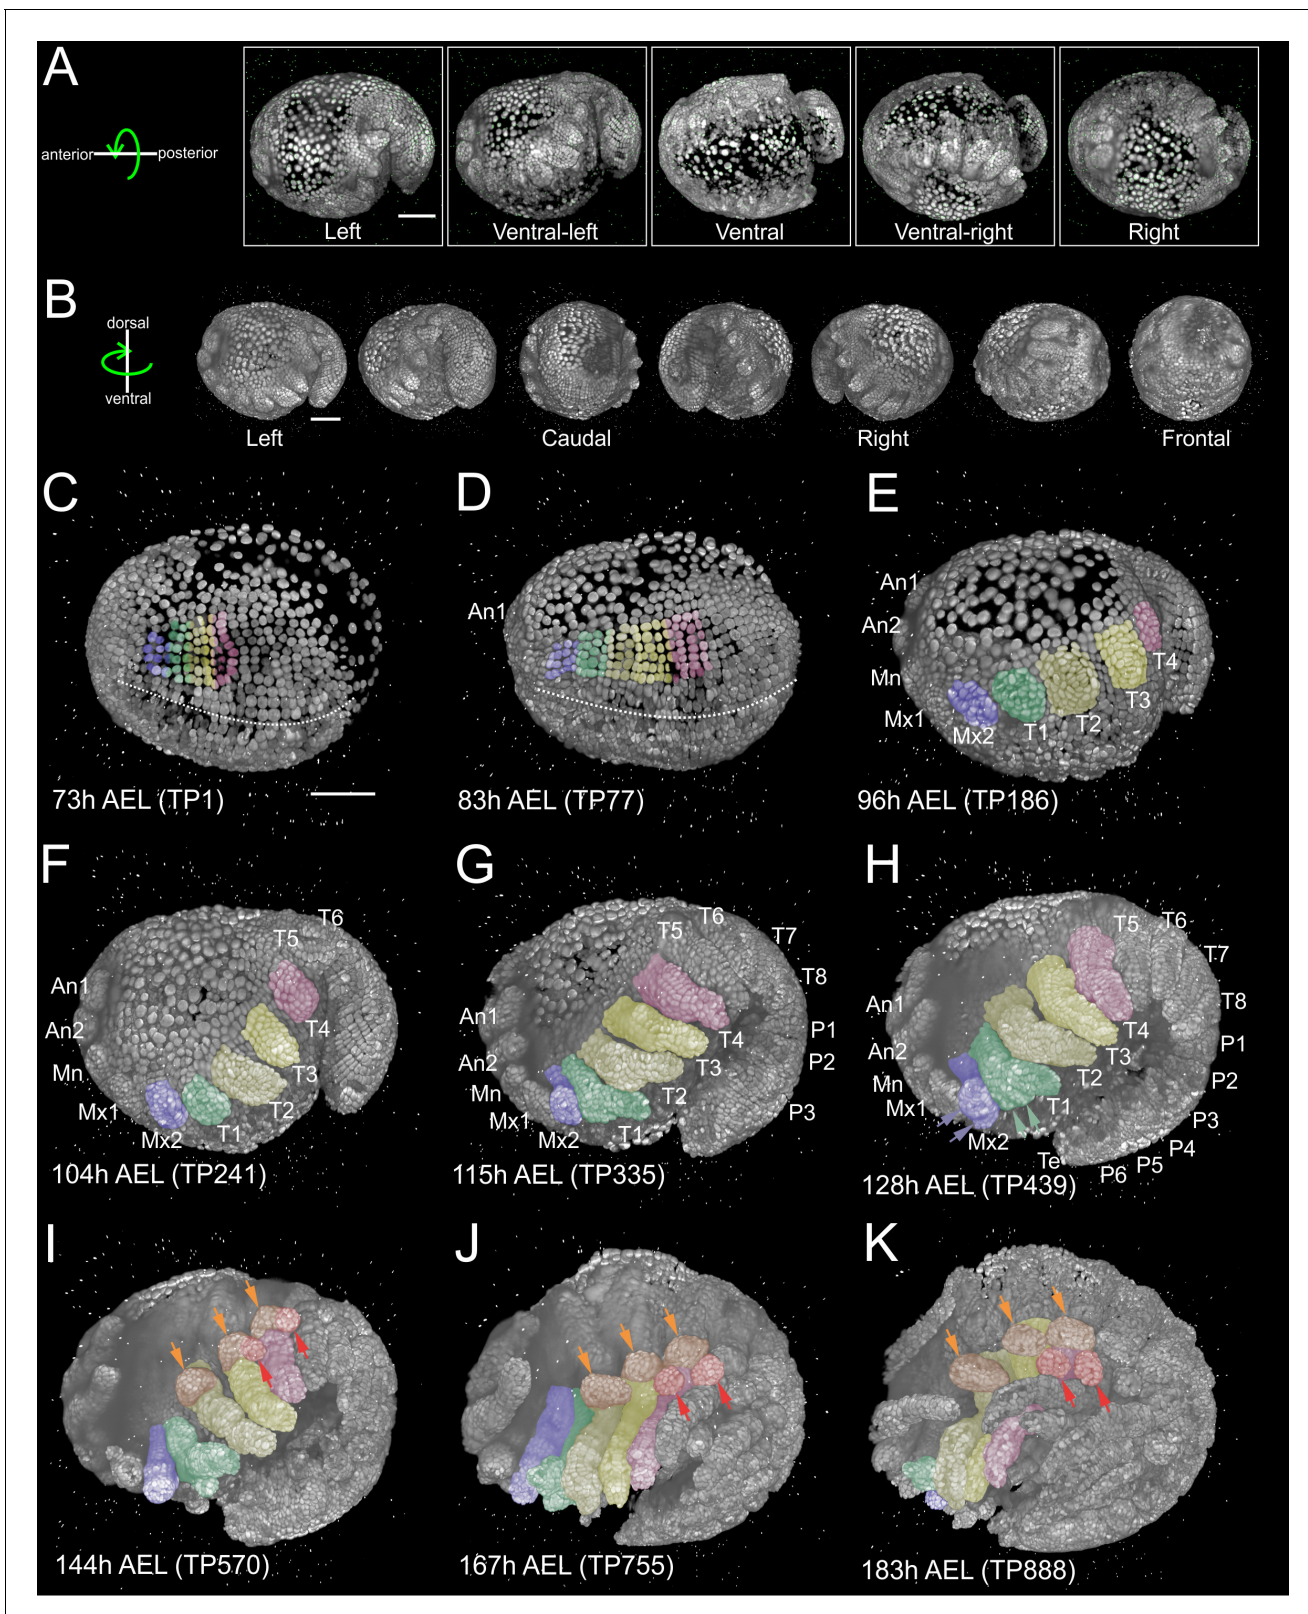 A
anterior
posterior
Left
Ventral-left
Ventral
Ventral-right
Right
B
dorsal
ventral
Left
Caudal
Right
Frontal
C
73h AEL (TP1)
D
An1
83h AEL (TP77)
E
An1
An2
Mn
Mx1
Mx2
T1
T2
T3
T4
96h AEL (TP186)
F
An1
An2
Mn
Mx1
Mx2
T1
T2
T3
T4
T5
T6
104h AEL (TP241)
G
An1
An2
Mn
Mx1
Mx2
T1
T2
T3
T4
T5
T6
T7
T8
P1
P2
P3
115h AEL (TP335)
H
An1
An2
Mn
Mx1
Mx2
T1
T2
T3
T4
T5
T6
T7
T8
P1
P2
P3
P4
P5
P6
Te
128h AEL (TP439)
I
144h AEL (TP570)
J
167h AEL (TP755)
K
183h AEL (TP888)